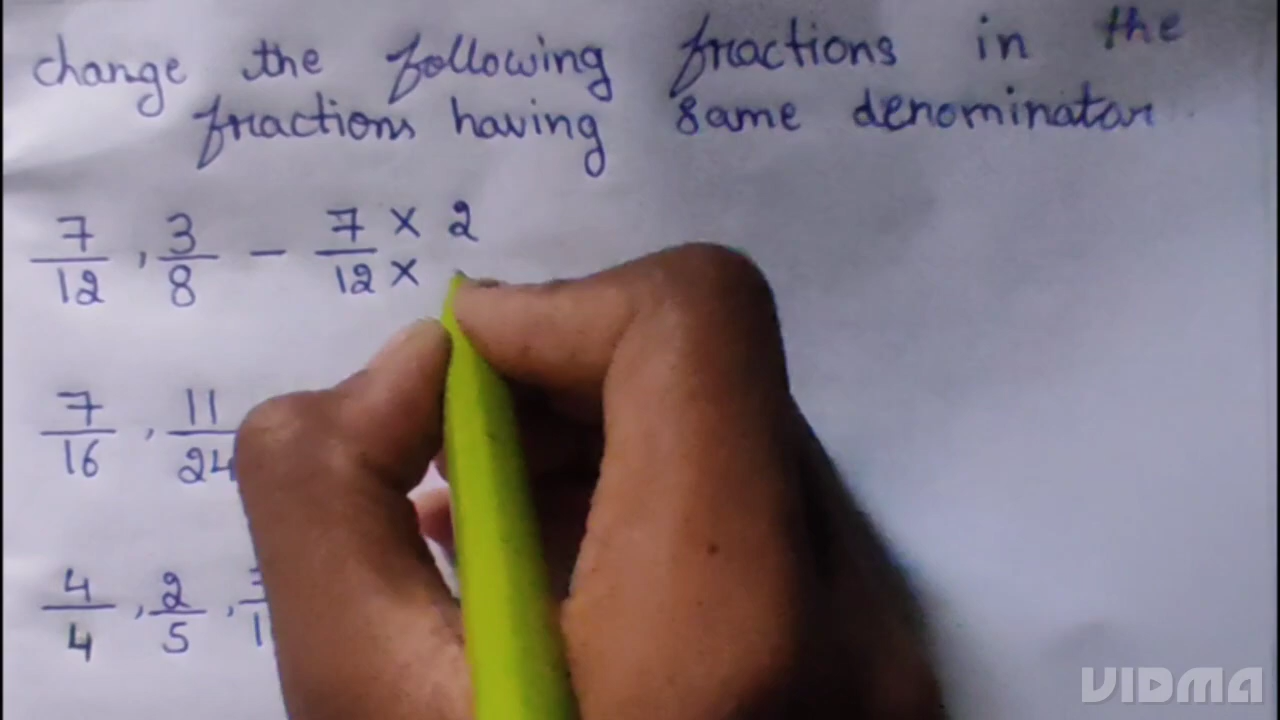 change the following fractions in the
fractions having same denominator
7/12 , 3/8 - 7 × 2 / 12 ×
7/16 , 11/24
4/4 , 2/5 ,
VIDMA